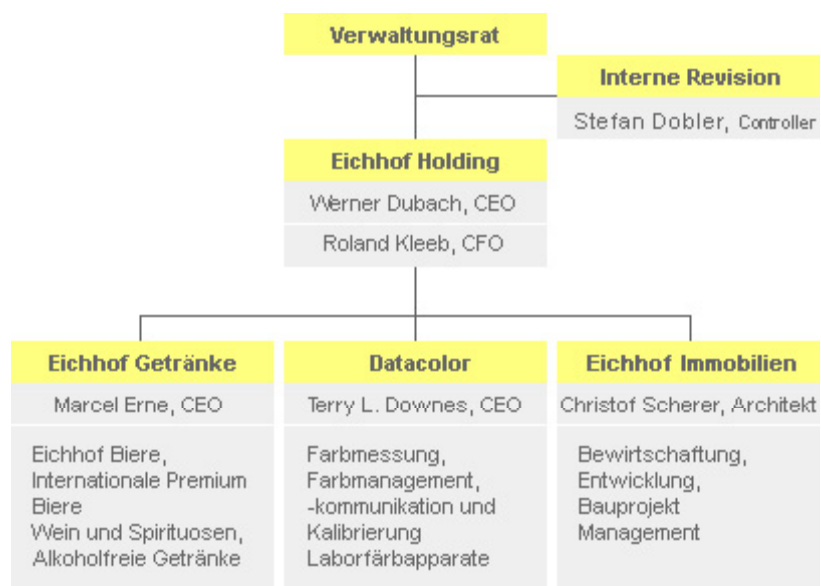 Verwaltungsrat
Interne Revision
Stefan Dobler, Controller
Eichhof Holding
Werner Dubach, CEO
Roland Kleeb, CFO
Eichhof Getränke
Marcel Erne, CEO
Eichhof Biere,
Internationale Premium
Biere
Wein und Spirituosen,
Alkoholfreie Getränke
Datacolor
Terry L. Downes, CEO
Farbmessung,
Farbmanagement,
-kommunikation und
Kalibrierung
Laborfärbapparate
Eichhof Immobilien
Christof Scherer, Architekt
Bewirtschaftung,
Entwicklung,
Bauprojekt
Management